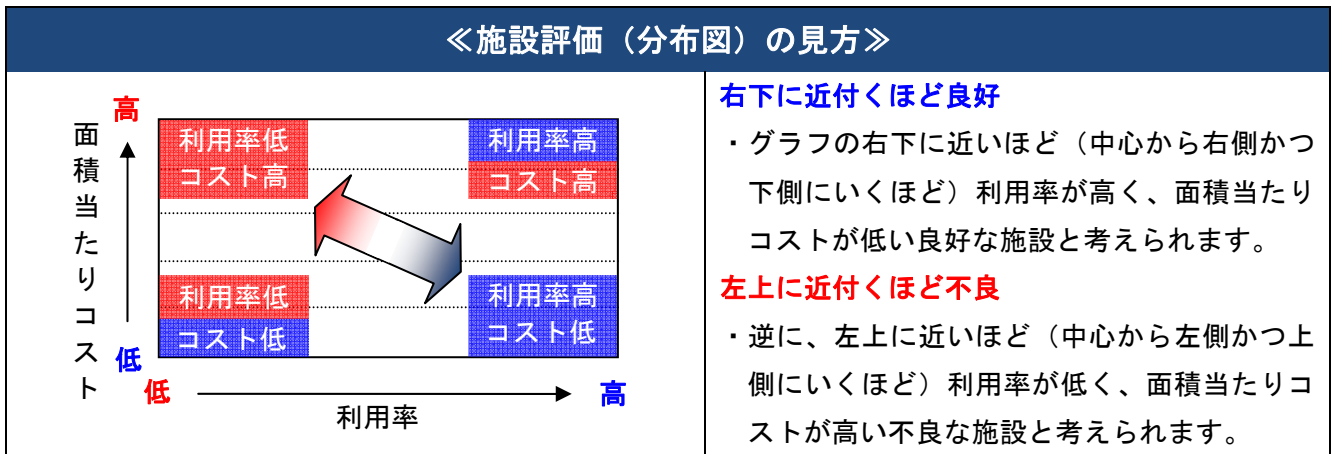 ≪施設評価（分布図）の見方≫
高
面積当たりコスト
低
利用率低
コスト高
利用率高
コスト高
利用率低
コスト低
利用率高
コスト低
低
高
利用率
右下に近付くほど良好
・グラフの右下に近いほど（中心から右側かつ
下側にいくほど）利用率が高く、面積当たり
コストが低い良好な施設と考えられます。
左上に近付くほど不良
・逆に、左上に近いほど（中心から左側かつ上
側にいくほど）利用率が低く、面積当たりコ
ストが高い不良な施設と考えられます。